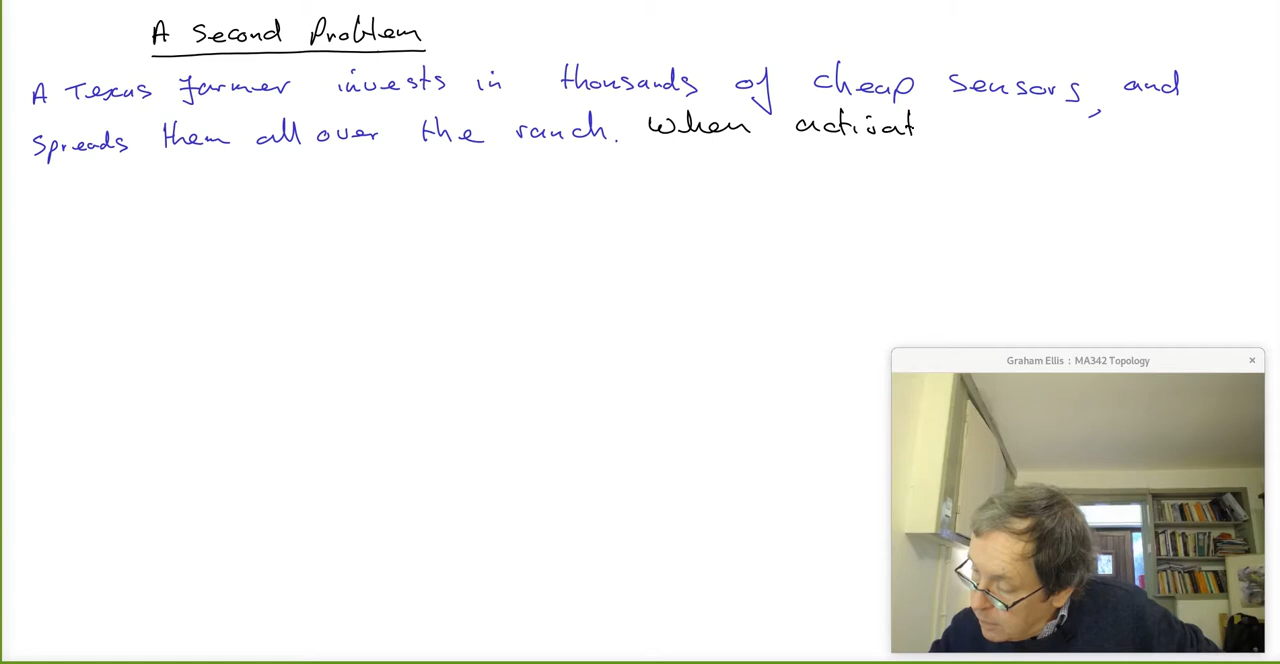 A Second Problem
A Texas farmer invests in thousands of cheap sensors, and
spreads them all over the ranch. When activat
Graham Ellis : MA342 Topology